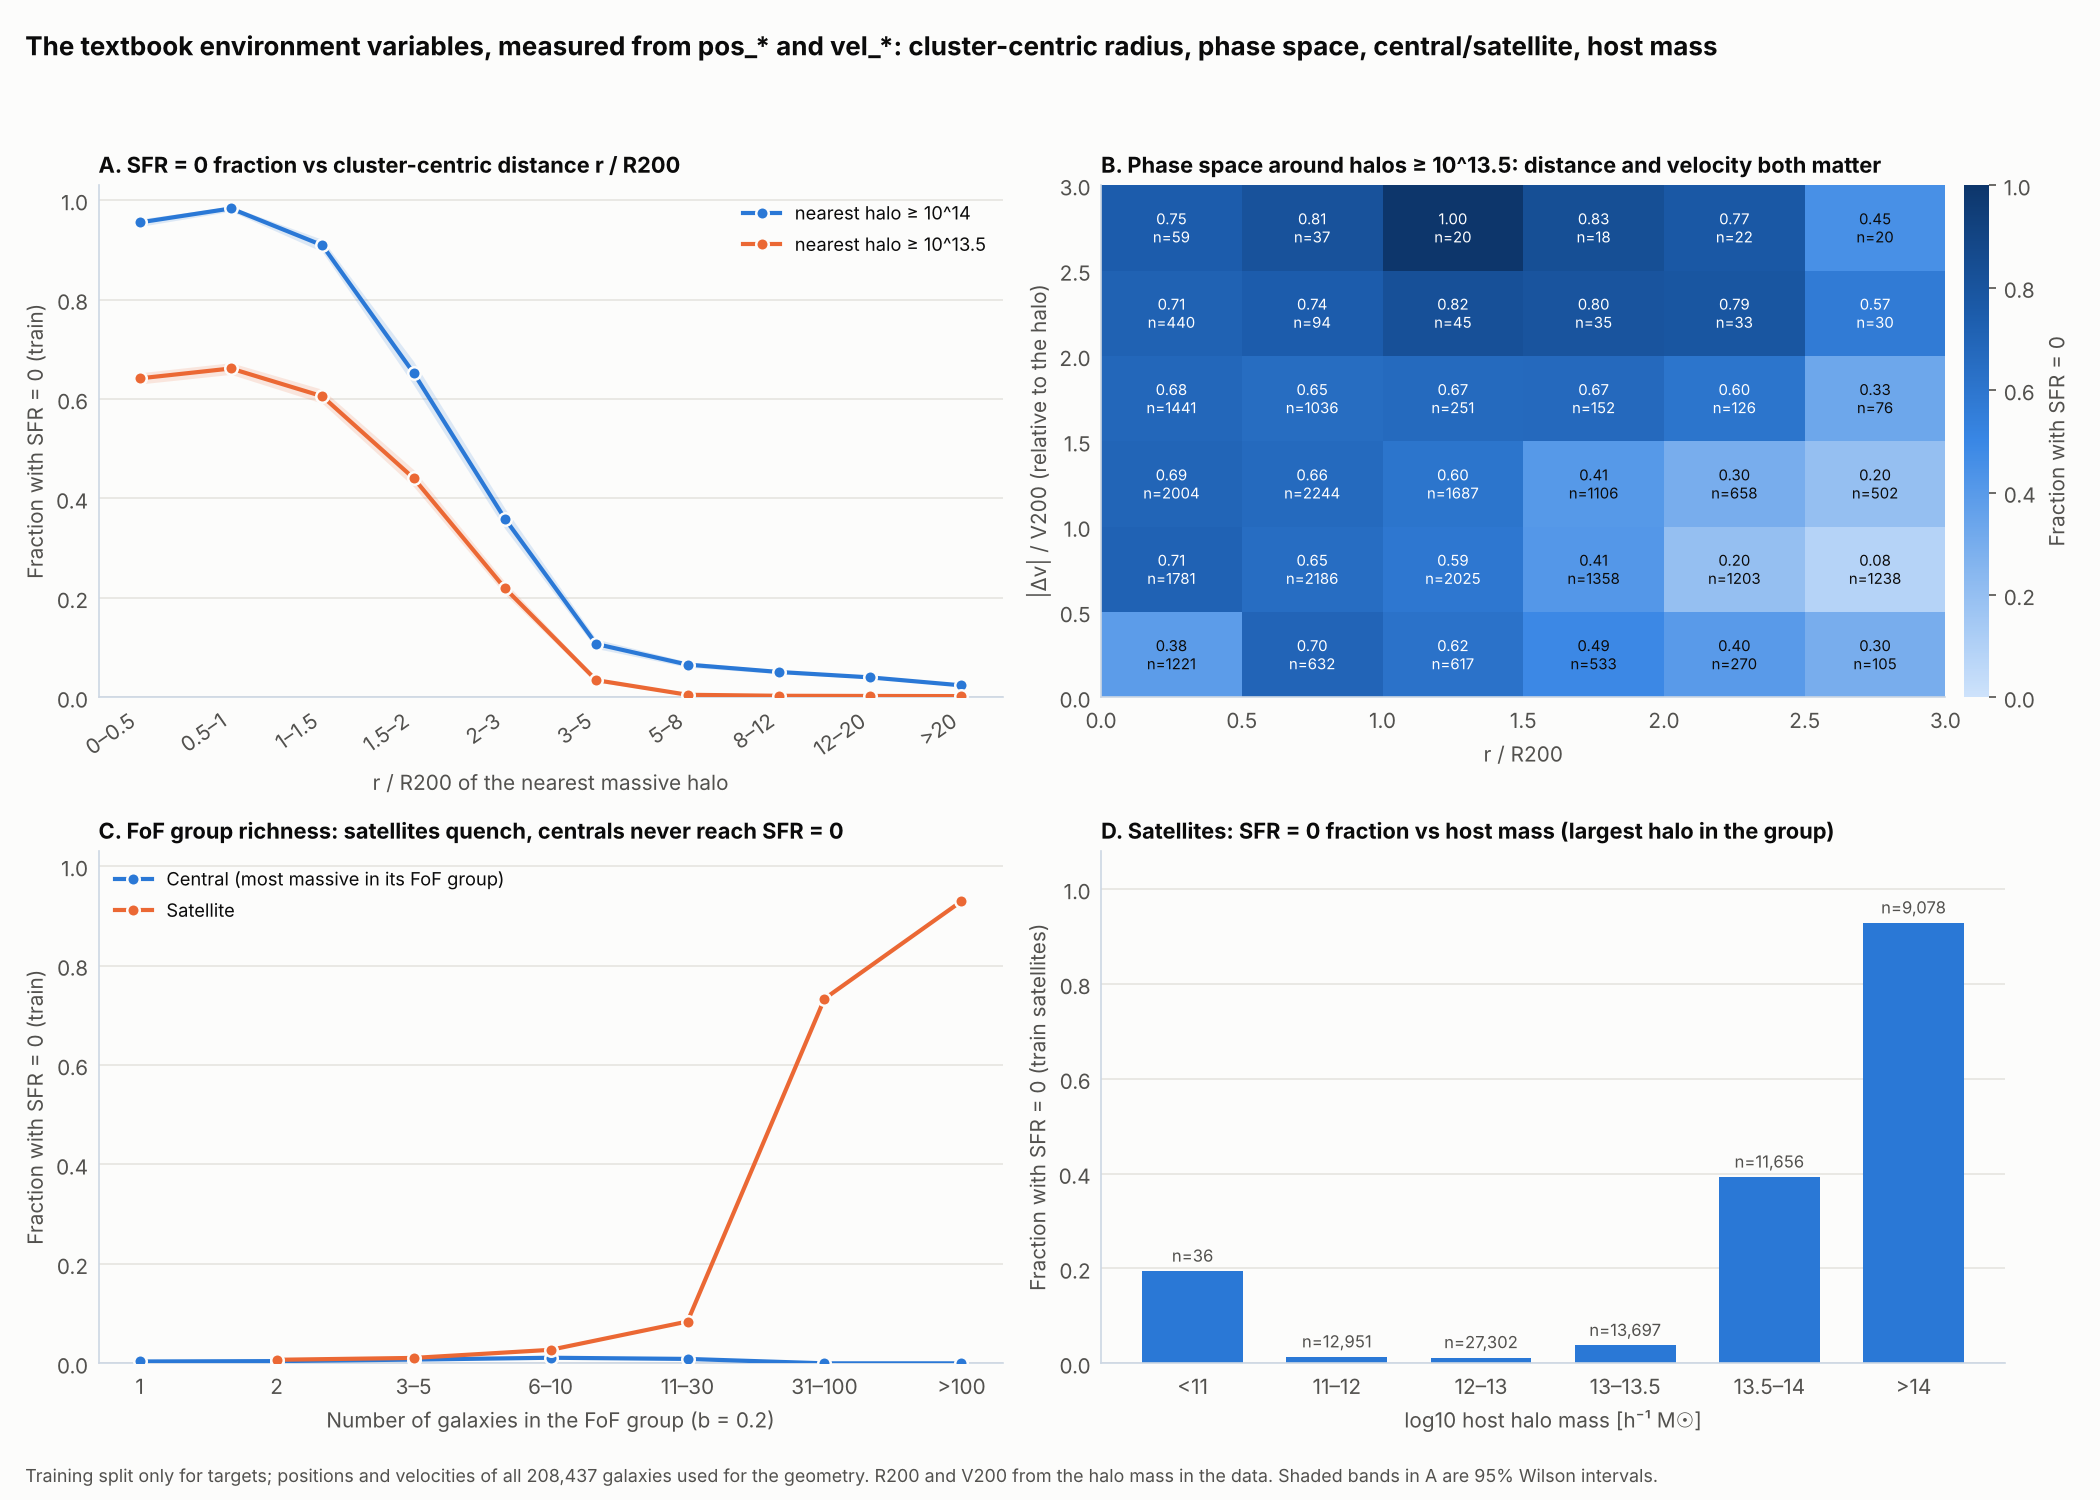 The textbook environment variables, measured from pos_* and vel_*: cluster-centric radius, phase space, central/satellite, host mass
A. SFR = 0 fraction vs cluster-centric distance r / R200
Fraction with SFR = 0 (train)
1.0
0.8
0.6
0.4
0.2
0.0
nearest halo ≥ 10^14
nearest halo ≥ 10^13.5
0–0.5
0.5–1
1–1.5
1.5–2
2–3
3–5
5–8
8–12
12–20
>20
r / R200 of the nearest massive halo
B. Phase space around halos ≥ 10^13.5: distance and velocity both matter
|Δv| / V200 (relative to the halo)
3.0
2.5
2.0
1.5
1.0
0.5
0.0
0.75 0.81 1.00 0.83 0.77 0.45
n=59 n=37 n=20 n=18 n=22 n=20
0.71 0.74 0.82 0.80 0.79 0.57
n=440 n=94 n=45 n=35 n=33 n=30
0.68 0.65 0.67 0.67 0.60 0.33
n=1441 n=1036 n=251 n=152 n=126 n=76
0.69 0.66 0.60 0.41 0.30 0.20
n=2004 n=2244 n=1687 n=1106 n=658 n=502
0.71 0.65 0.59 0.41 0.20 0.08
n=1781 n=2186 n=2025 n=1358 n=1203 n=1238
0.38 0.70 0.62 0.49 0.40 0.30
n=1221 n=632 n=617 n=533 n=270 n=105
0.0 0.5 1.0 1.5 2.0 2.5 3.0
r / R200
1.0
0.8
0.6
0.4
0.2
0.0
Fraction with SFR = 0
C. FoF group richness: satellites quench, centrals never reach SFR = 0
Fraction with SFR = 0 (train)
1.0
0.8
0.6
0.4
0.2
0.0
Central (most massive in its FoF group)
Satellite
1 2 3–5 6–10 11–30 31–100 >100
Number of galaxies in the FoF group (b = 0.2)
D. Satellites: SFR = 0 fraction vs host mass (largest halo in the group)
Fraction with SFR = 0 (train satellites)
1.0
0.8
0.6
0.4
0.2
0.0
n=36
n=12,951
n=27,302
n=13,697
n=11,656
n=9,078
<11 11–12 12–13 13–13.5 13.5–14 >14
log10 host halo mass [h⁻¹ M☉]
Training split only for targets; positions and velocities of all 208,437 galaxies used for the geometry. R200 and V200 from the halo mass in the data. Shaded bands in A are 95% Wilson intervals.